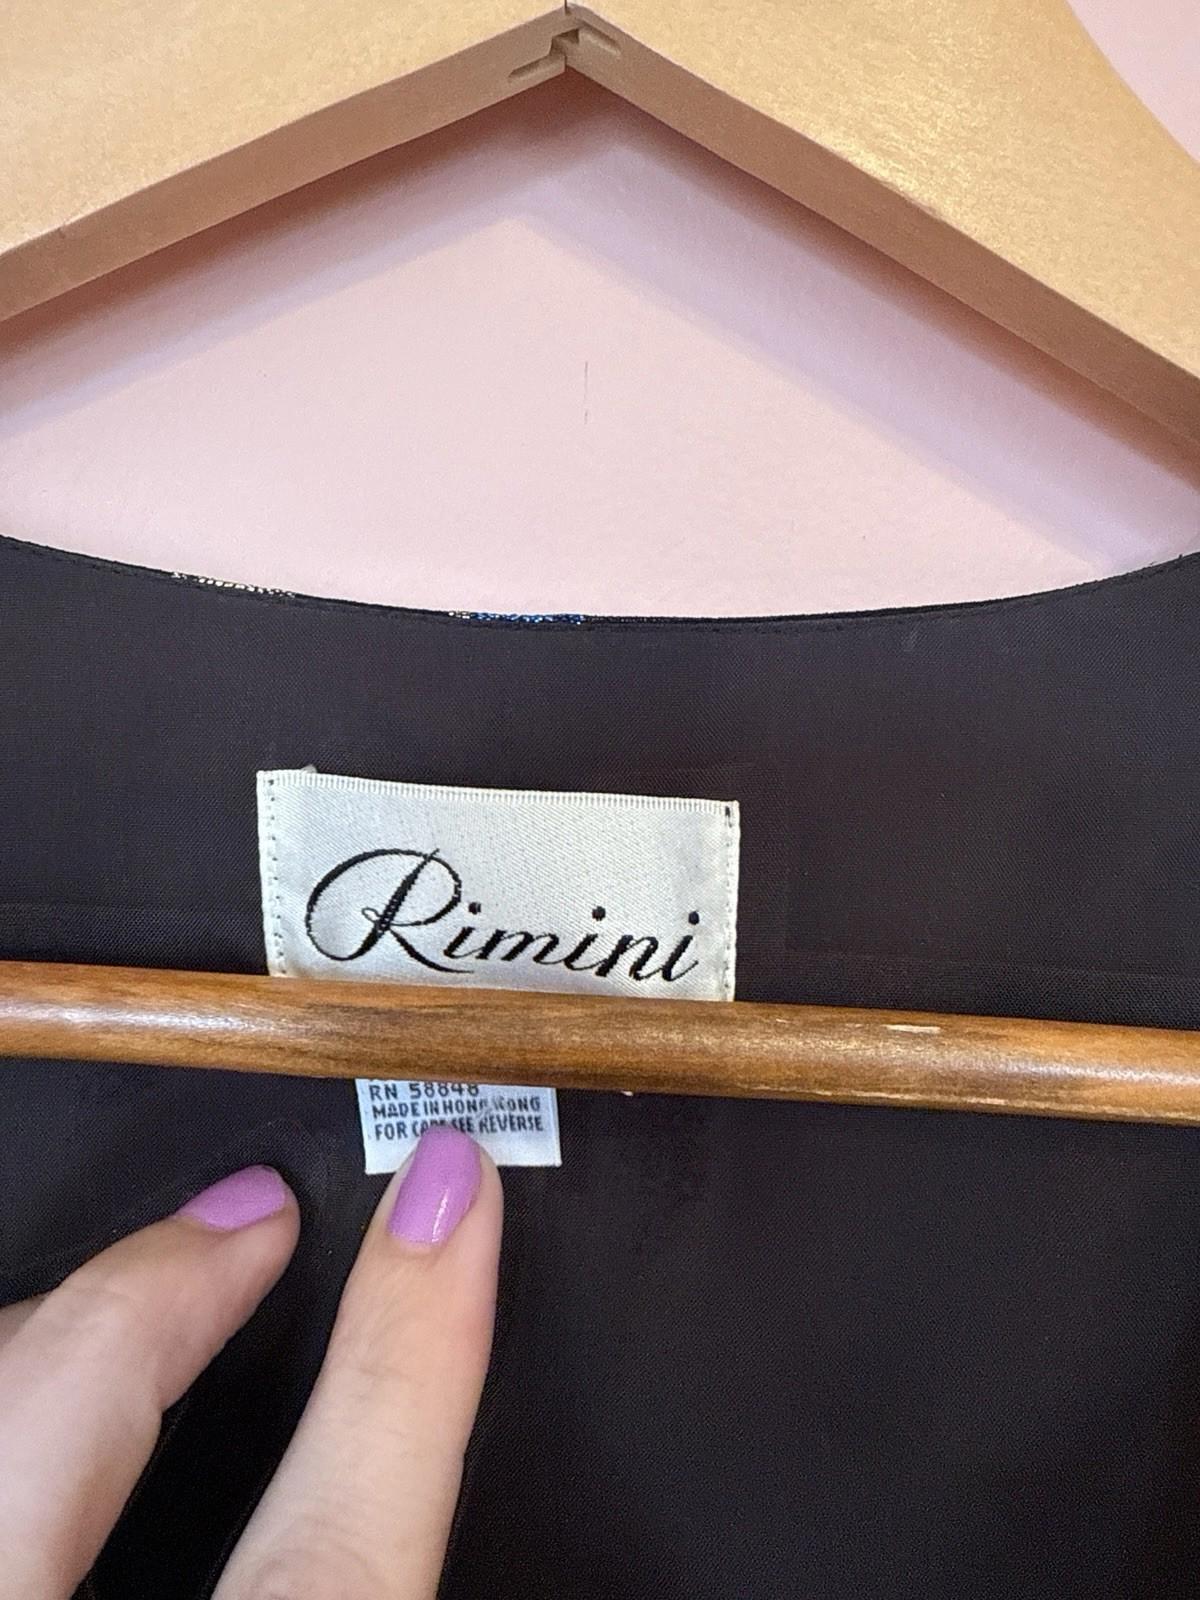 Rimini
RN 58848
MADE IN HONG KONG
FOR CARE SEE REVERSE